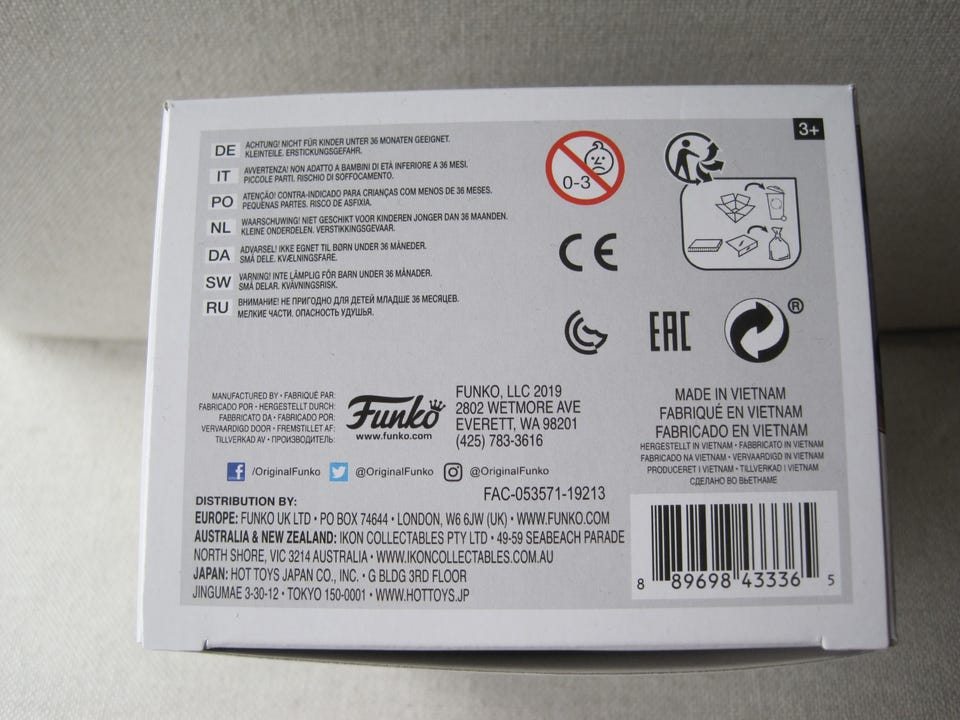 3+
DE ACHTUNG! NICHT FÜR KINDER UNTER 36 MONATEN GEEIGNET.
KLEINTEILE. ERSTICKUNGSGEFAHR.
IT AVVERTENZA! NON ADATTO A BAMBINI DI ETÀ INFERIORE A 36 MESI.
PICCOLE PARTI. RISCHIO DI SOFFOCAMENTO.
PO ATENÇÃO! CONTRA-INDICADO PARA CRIANÇAS COM MENOS DE 36 MESES.
PEQUENAS PARTES. RISCO DE ASFIXIA.
NL WAARSCHUWING! NIET GESCHIKT VOOR KINDEREN JONGER DAN 36 MAANDEN.
KLEINE ONDERDELEN. VERSTIKKINGSGEVAAR.
DA ADVARSEL! IKKE EGNET TIL BØRN UNDER 36 MÅNEDER.
SMÅ DELE. KVÆLNINGSFARE.
SW VARNING! INTE LÄMPLIG FÖR BARN UNDER 36 MÅNADER.
SMÅ DELAR. KVÄVNINGSRISK.
RU ВНИМАНИЕ! НЕ ПРИГОДНО ДЛЯ ДЕТЕЙ МЛАДШЕ 36 МЕСЯЦЕВ.
МЕЛКИЕ ЧАСТИ. ОПАСНОСТЬ УДУШЬЯ.
0-3
CE
EAC
®
MANUFACTURED BY • FABRIQUÉ PAR:
FABRICADO POR • HERGESTELLT DURCH:
FABBRICATO DA • FABRICADO POR:
VERVAARDIGD DOOR • FREMSTILLET AF:
TILLVERKAD AV • ПРОИЗВОДИТЕЛЬ:
Funko
www.funko.com
FUNKO, LLC 2019
2802 WETMORE AVE
EVERETT, WA 98201
(425) 783-3616
MADE IN VIETNAM
FABRIQUÉ EN VIETNAM
FABRICADO EN VIETNAM
HERGESTELLT IN VIETNAM • FABBRICATO IN VIETNAM
FABRICADO NA VIETNAM • VERVAARDIGD IN VIETNAM
PRODUCERET I VIETNAM • TILLVERKAD I VIETNAM
СДЕЛАНО ВО ВЬЕТНАМЕ
/OriginalFunko @OriginalFunko @OriginalFunko
FAC-053571-19213
DISTRIBUTION BY:
EUROPE: FUNKO UK LTD • PO BOX 74644 • LONDON, W6 6JW (UK) • WWW.FUNKO.COM
AUSTRALIA & NEW ZEALAND: IKON COLLECTABLES PTY LTD • 49-59 SEABEACH PARADE
NORTH SHORE, VIC 3214 AUSTRALIA • WWW.IKONCOLLECTABLES.COM.AU
JAPAN: HOT TOYS JAPAN CO., INC. • G BLDG 3RD FLOOR
JINGUMAE 3-30-12 • TOKYO 150-0001 • WWW.HOTTOYS.JP
8 89698 43336 5